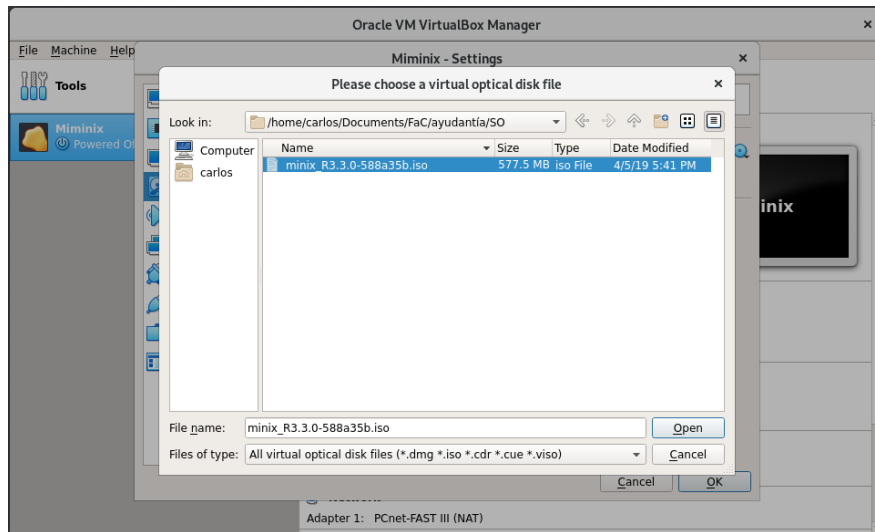 Oracle VM VirtualBox Manager
File Machine Help
Miminix - Settings
Tools
Please choose a virtual optical disk file
Look in: /home/carlos/Documents/FaC/ayudantía/SO
Miminix
Powered
Computer
carlos
Name Size Type Date Modified
minix_R3.3.0-588a35b.iso 577.5 MB iso File 4/5/19 5:41 PM
inix
File name: minix_R3.3.0-588a35b.iso Open
Files of type: All virtual optical disk files (*.dmg *.iso *.cdr *.cue *.viso) Cancel
Cancel OK
Adapter 1: PCnet-FAST III (NAT)